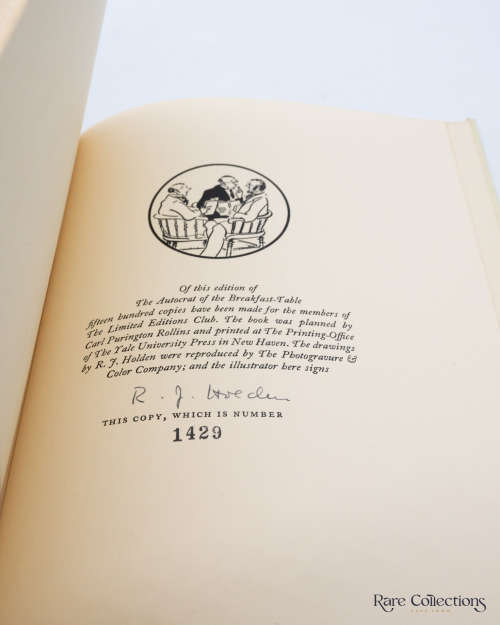 Of this edition of
The Autocrat of the Breakfast-Table
fifteen hundred copies have been made for the members of
The Limited Editions Club. The book was planned by
Carl Purington Rollins and printed at The Printing-Office
of The Yale University Press in New Haven. The drawings
by R. J. Holden were reproduced by The Photogravure &
Color Company; and the illustrator here signs
R. J. Holden
THIS COPY, WHICH IS NUMBER
1429
Rare Collections
CAPE TOWN